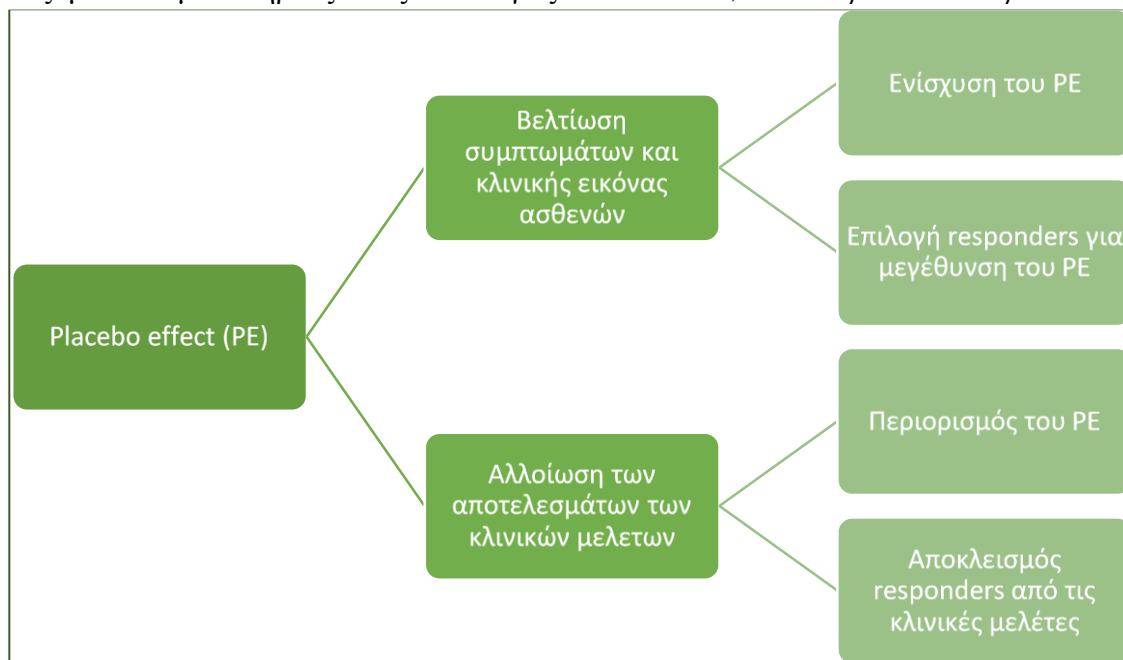 Placebo effect (PE)
Βελτίωση
συμπτωμάτων και
κλινικής εικόνας
ασθενών
Ενίσχυση του PE
Επιλογή responders για
μεγέθυνση του PE
Αλλοίωση των
αποτελεσμάτων των
κλινικών μελετων
Περιορισμός του PE
Αποκλεισμός
responders από τις
κλινικές μελέτες